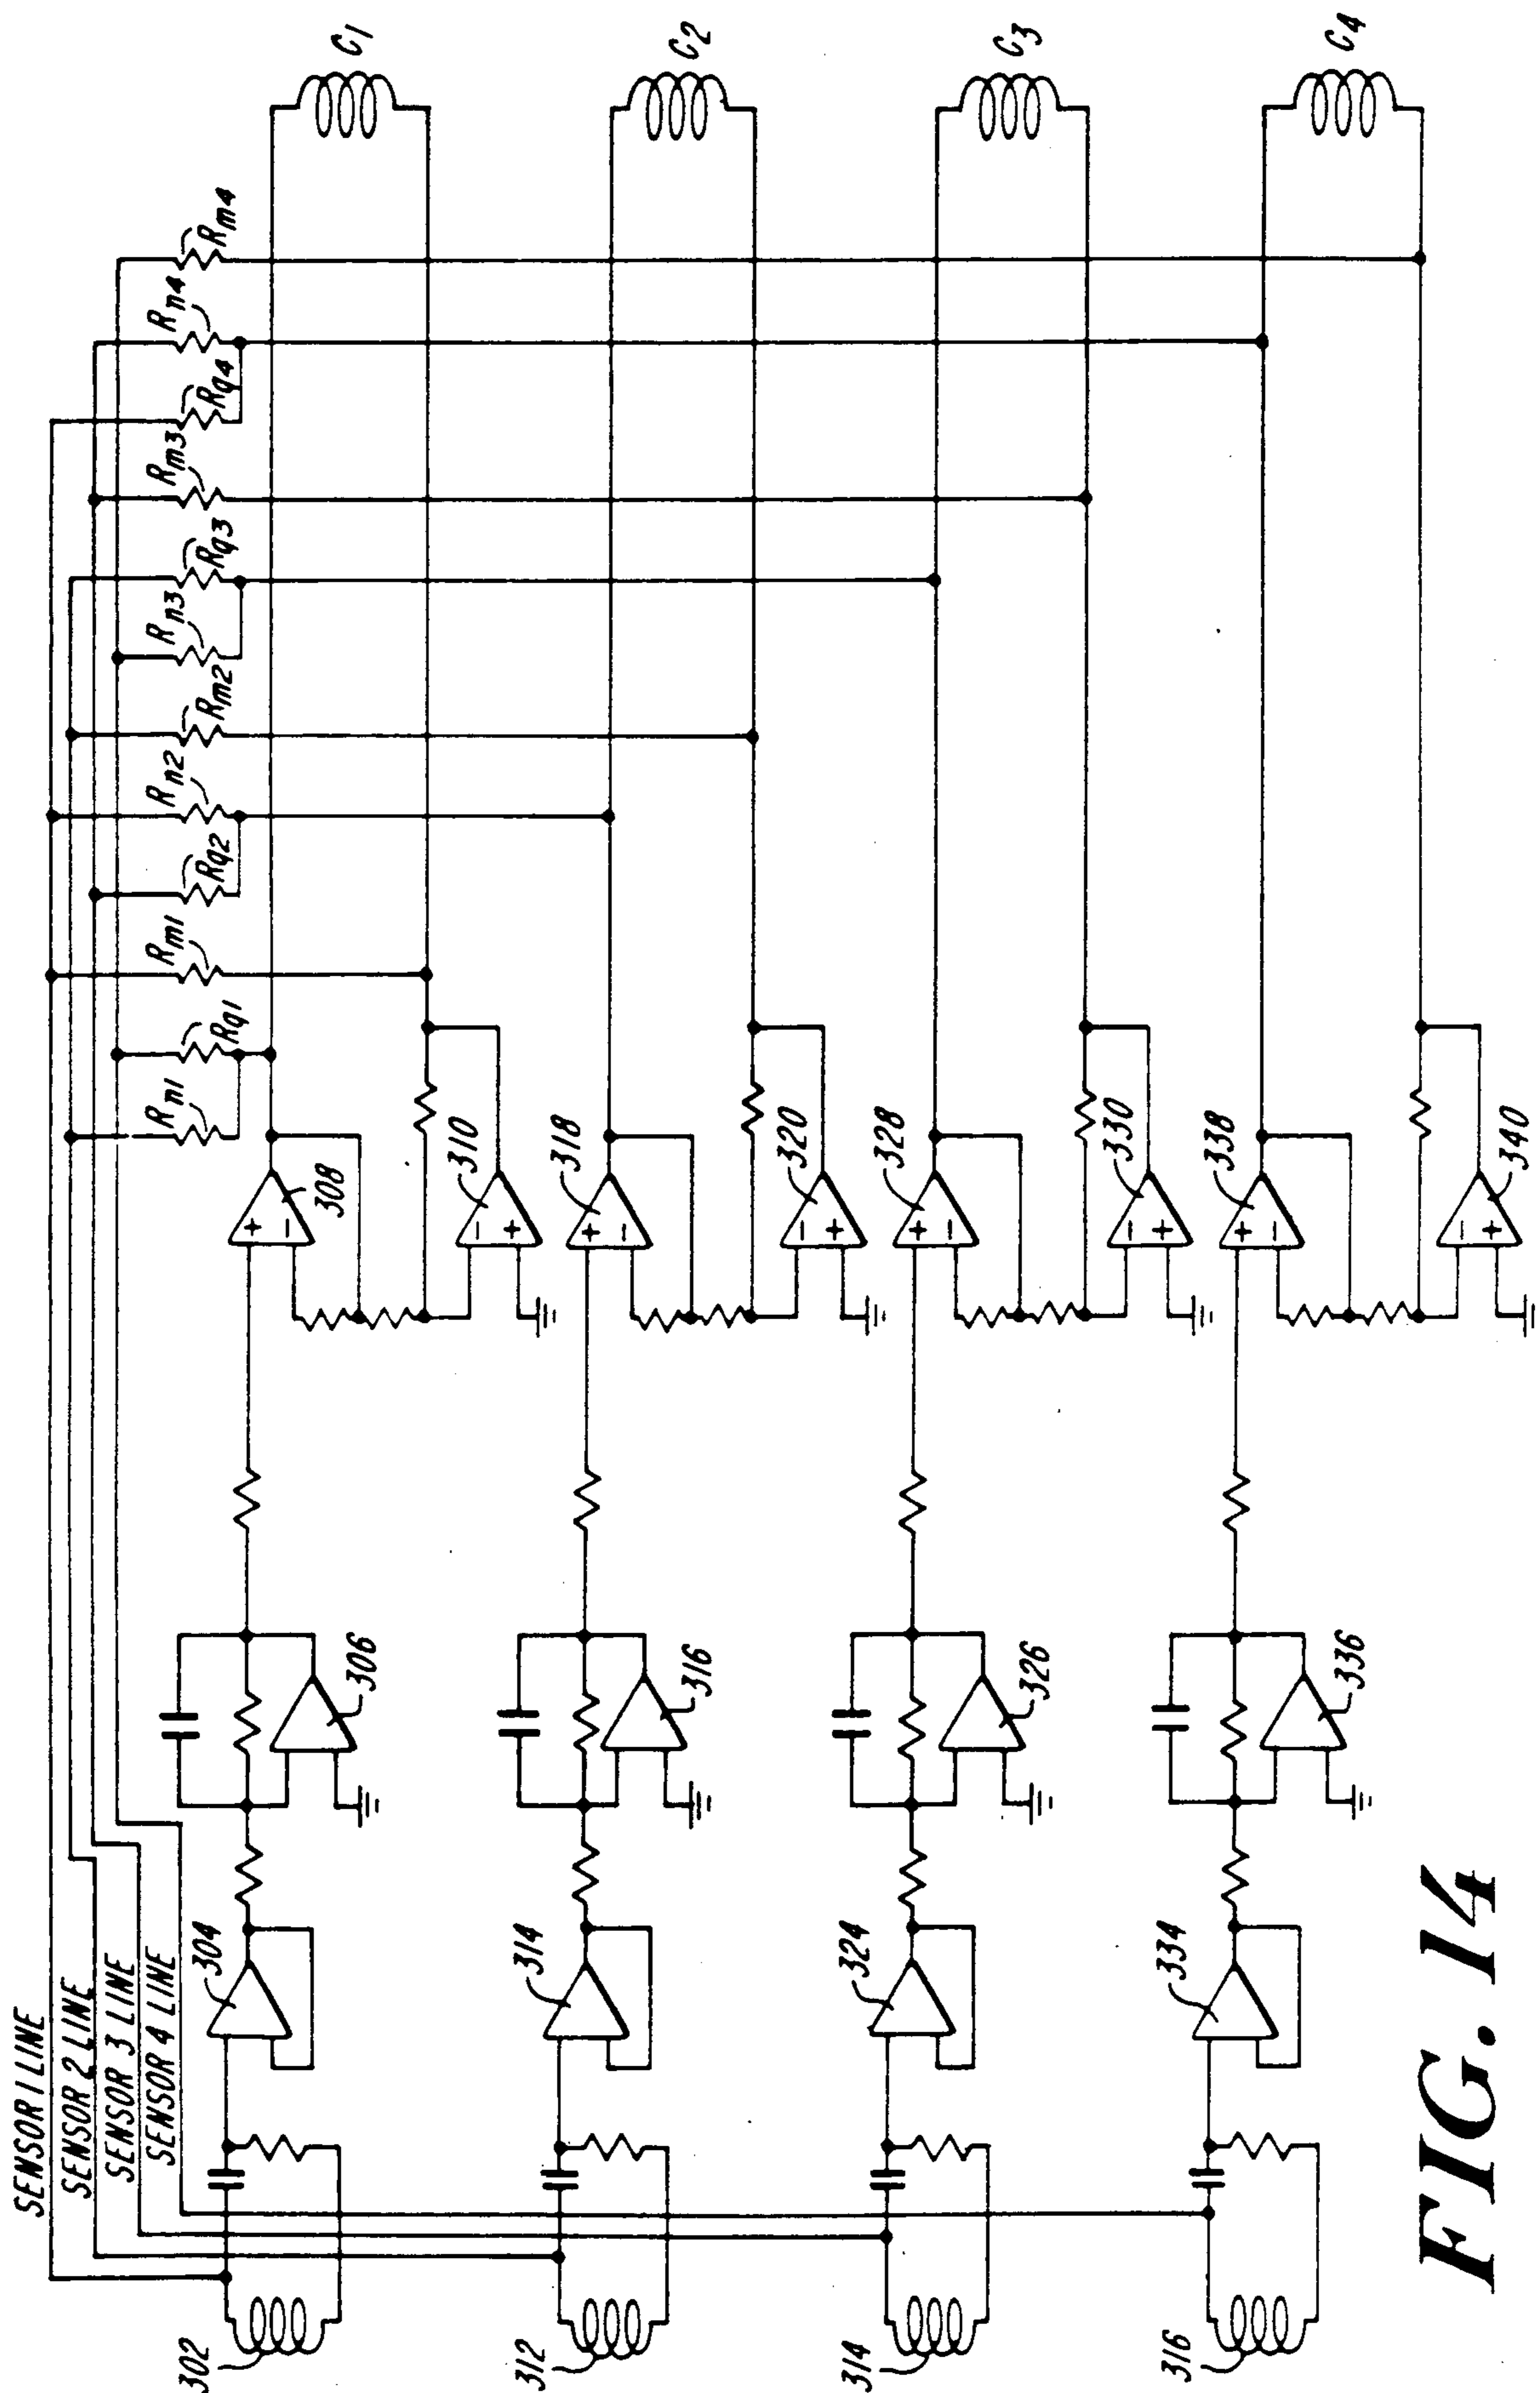 SENSOR 1 LINE
SENSOR 2 LINE
SENSOR 3 LINE
SENSOR 4 LINE
Rn1
Rq1
Rm1
Rq2
Rn2
Rm2
Rn3
Rq3
Rm3
Rq4
Rn4
Rm4
302
304
306
+
−
308
−
+
310
C1
312
314
316
+
−
318
−
+
320
C2
314
324
326
+
−
328
−
+
330
C3
316
334
336
+
−
338
−
+
340
C4
FIG. 14